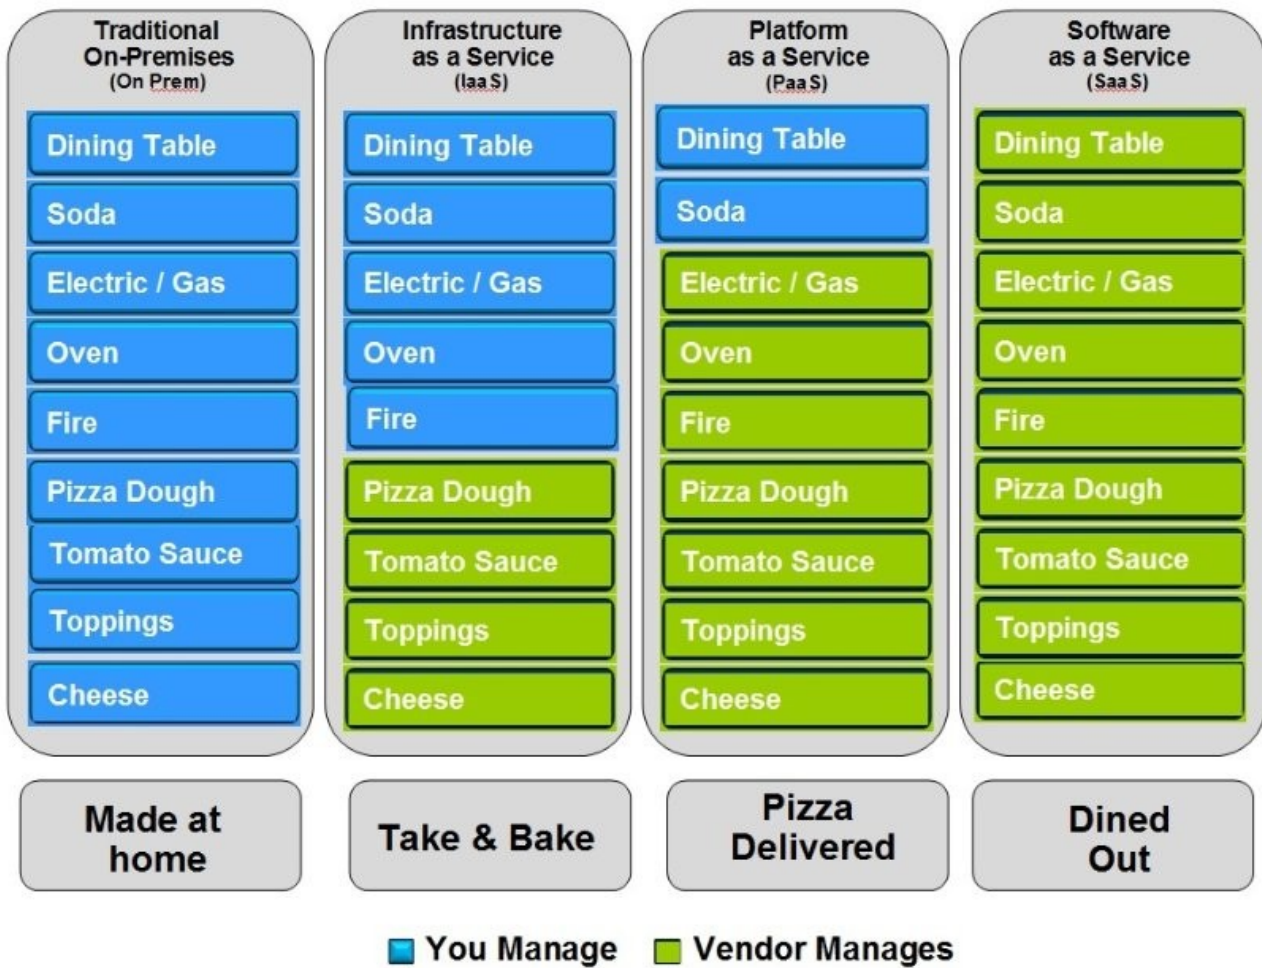 Traditional
On-Premises
(On Prem)
Dining Table
Soda
Electric / Gas
Oven
Fire
Pizza Dough
Tomato Sauce
Toppings
Cheese
Made at
home
Infrastructure
as a Service
(IaaS)
Dining Table
Soda
Electric / Gas
Oven
Fire
Pizza Dough
Tomato Sauce
Toppings
Cheese
Take & Bake
Platform
as a Service
(PaaS)
Dining Table
Soda
Electric / Gas
Oven
Fire
Pizza Dough
Tomato Sauce
Toppings
Cheese
Pizza
Delivered
Software
as a Service
(SaaS)
Dining Table
Soda
Electric / Gas
Oven
Fire
Pizza Dough
Tomato Sauce
Toppings
Cheese
Dined
Out
You Manage
Vendor Manages